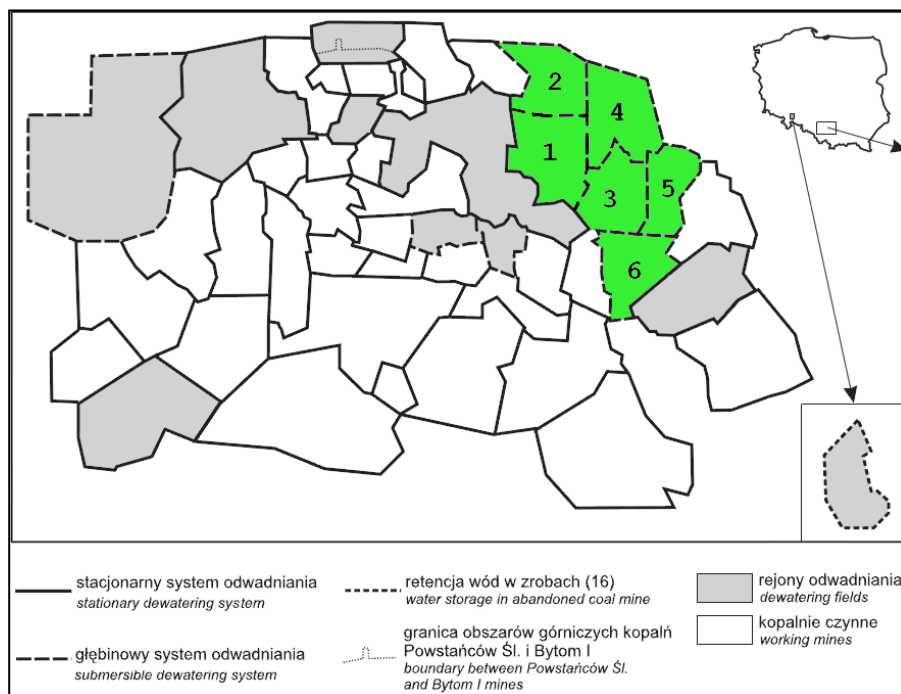 2
4
1
5
3
6
stacjonarny system odwadniania
stationary dewatering system
głębinowy system odwadniania
submersible dewatering system
retencja wód w zrobach (16)
water storage in abandoned coal mine
granica obszarów górniczych kopalń
Powstańców Śl. i Bytom I
boundary between Powstańców Śl.
and Bytom I mines
rejony odwadniania
dewatering fields
kopalnie czynne
working mines